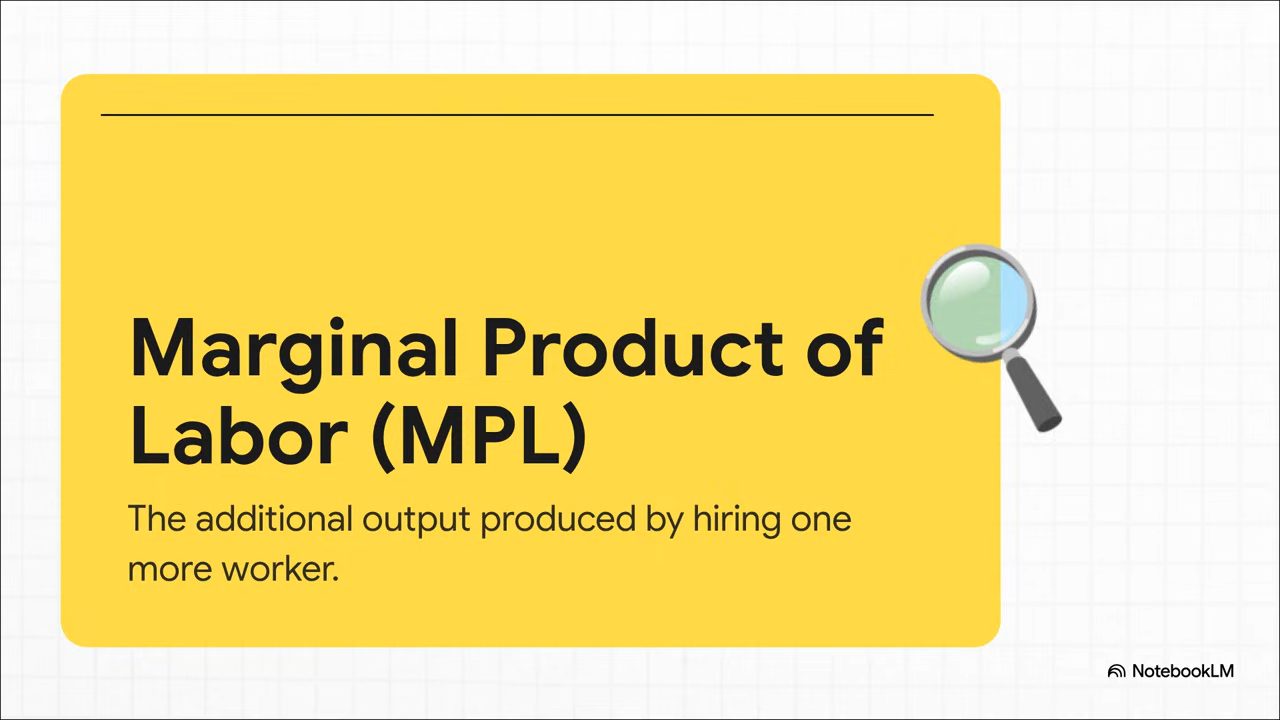 Marginal Product of
Labor (MPL)
The additional output produced by hiring one
more worker.
NotebookLM